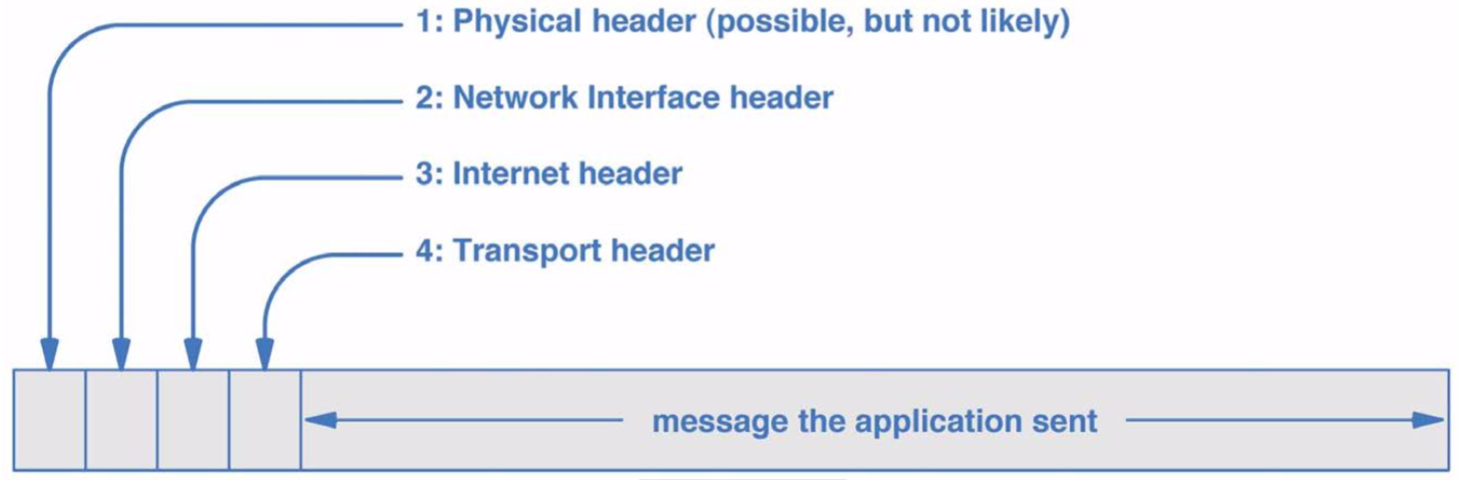 1: Physical header (possible, but not likely)
2: Network Interface header
3: Internet header
4: Transport header
message the application sent